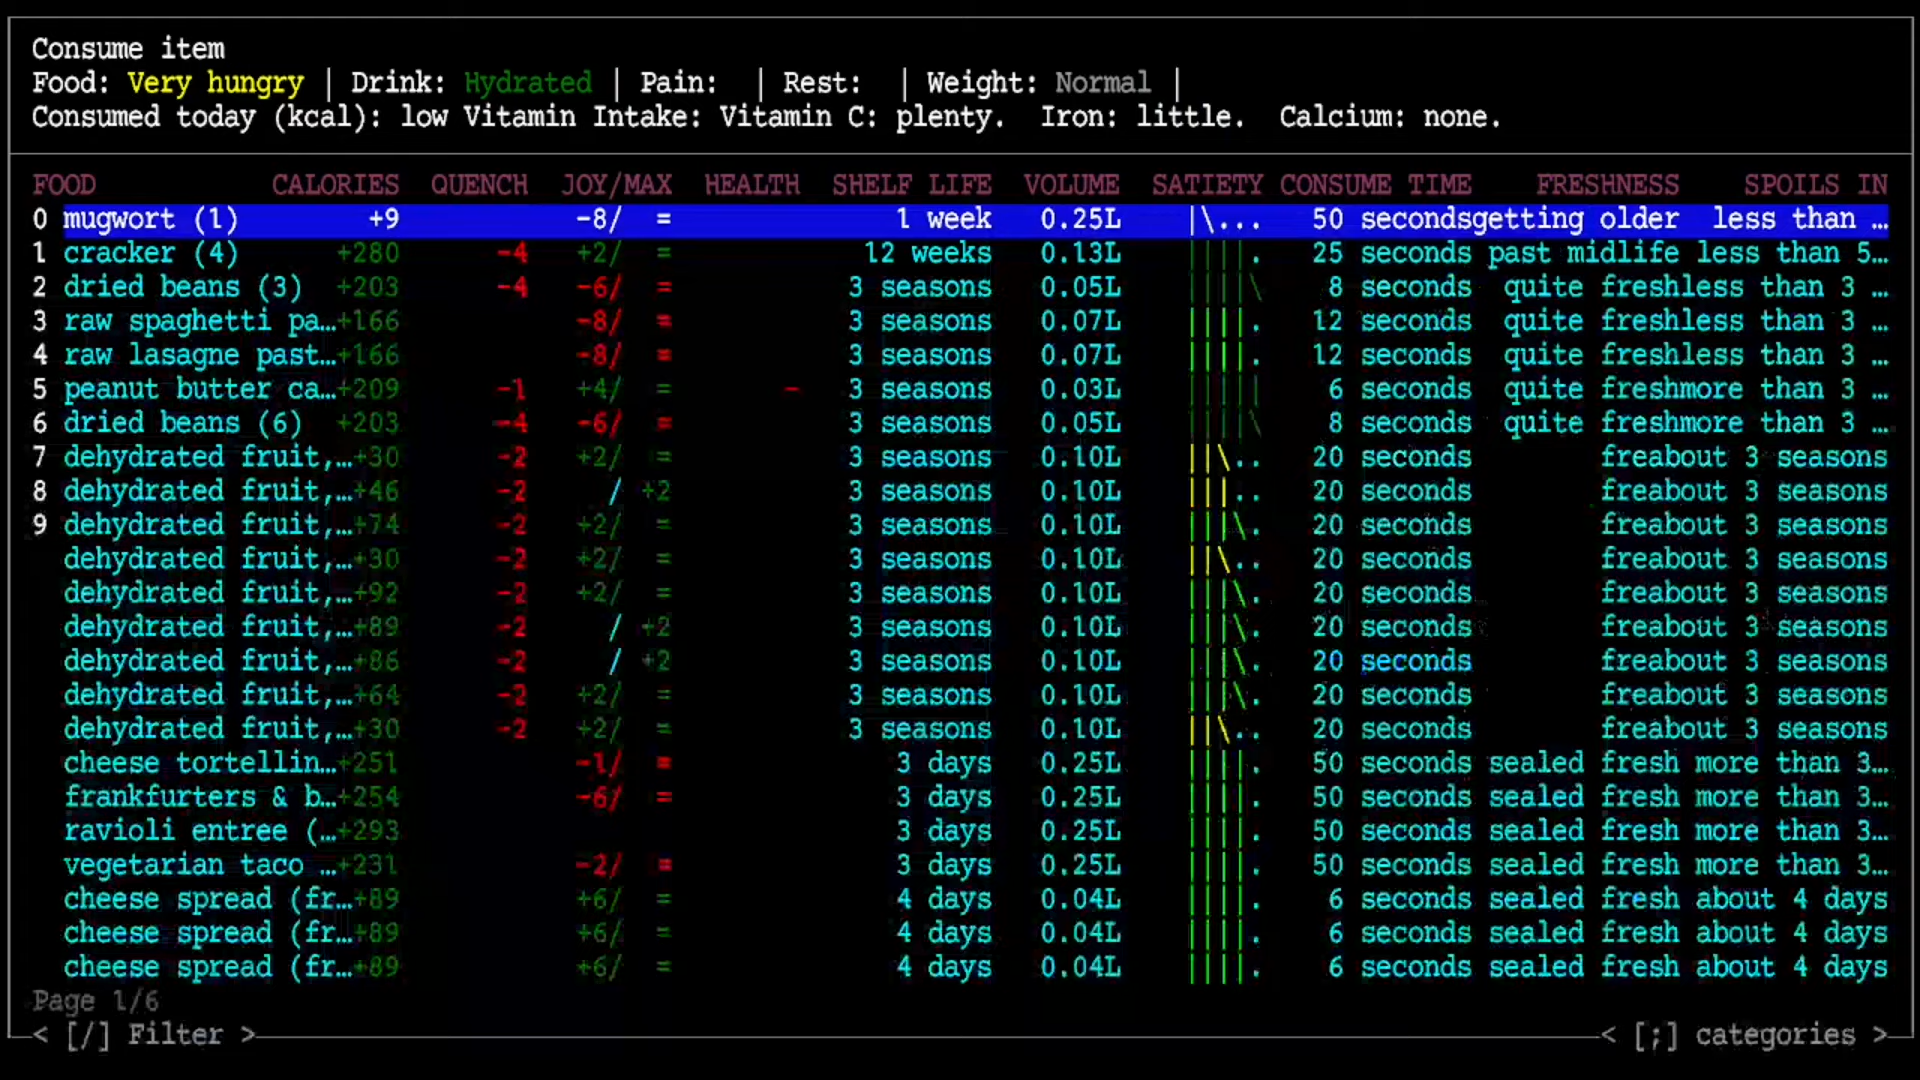 Consume item
Food: Very hungry | Drink: Hydrated | Pain: | Rest: | Weight: Normal |
Consumed today (kcal): low Vitamin Intake: Vitamin C: plenty. Iron: little. Calcium: none.
FOOD CALORIES QUENCH JOY/MAX HEALTH SHELF LIFE VOLUME SATIETY CONSUME TIME FRESHNESS SPOILS IN
0 mugwort (1) +9 -8/ = 1 week 0.25L |\... 50 secondsgetting older less than …
1 cracker (4) +280 -4 +2/ = 12 weeks 0.13L ||||. 25 seconds past midlife less than 5…
2 dried beans (3) +203 -4 -6/ = 3 seasons 0.05L ||||\ 8 seconds quite freshless than 3 …
3 raw spaghetti pa…+166 -8/ = 3 seasons 0.07L ||||. 12 seconds quite freshless than 3 …
4 raw lasagne past…+166 -8/ = 3 seasons 0.07L ||||. 12 seconds quite freshless than 3 …
5 peanut butter ca…+209 -1 +4/ = - 3 seasons 0.03L ||||| 6 seconds quite freshmore than 3 …
6 dried beans (6) +203 -4 -6/ = 3 seasons 0.05L ||||\ 8 seconds quite freshmore than 3 …
7 dehydrated fruit,…+30 -2 +2/ = 3 seasons 0.10L ||\.. 20 seconds freabout 3 seasons
8 dehydrated fruit,…+46 -2 / +2 3 seasons 0.10L |||.. 20 seconds freabout 3 seasons
9 dehydrated fruit,…+74 -2 +2/ = 3 seasons 0.10L |||\. 20 seconds freabout 3 seasons
dehydrated fruit,…+30 -2 +2/ = 3 seasons 0.10L ||\.. 20 seconds freabout 3 seasons
dehydrated fruit,…+92 -2 +2/ = 3 seasons 0.10L |||\. 20 seconds freabout 3 seasons
dehydrated fruit,…+89 -2 / +2 3 seasons 0.10L |||\. 20 seconds freabout 3 seasons
dehydrated fruit,…+86 -2 / +2 3 seasons 0.10L |||\. 20 seconds freabout 3 seasons
dehydrated fruit,…+64 -2 +2/ = 3 seasons 0.10L |||\. 20 seconds freabout 3 seasons
dehydrated fruit,…+30 -2 +2/ = 3 seasons 0.10L ||\.. 20 seconds freabout 3 seasons
cheese tortellin…+251 -1/ = 3 days 0.25L ||||. 50 seconds sealed fresh more than 3…
frankfurters & b…+254 -6/ = 3 days 0.25L ||||. 50 seconds sealed fresh more than 3…
ravioli entree (…+293 3 days 0.25L ||||. 50 seconds sealed fresh more than 3…
vegetarian taco …+231 -2/ = 3 days 0.25L ||||. 50 seconds sealed fresh more than 3…
cheese spread (fr…+89 +6/ = 4 days 0.04L ||||. 6 seconds sealed fresh about 4 days
cheese spread (fr…+89 +6/ = 4 days 0.04L ||||. 6 seconds sealed fresh about 4 days
cheese spread (fr…+89 +6/ = 4 days 0.04L ||||. 6 seconds sealed fresh about 4 days
Page 1/6
< [/] Filter > < [;] categories >